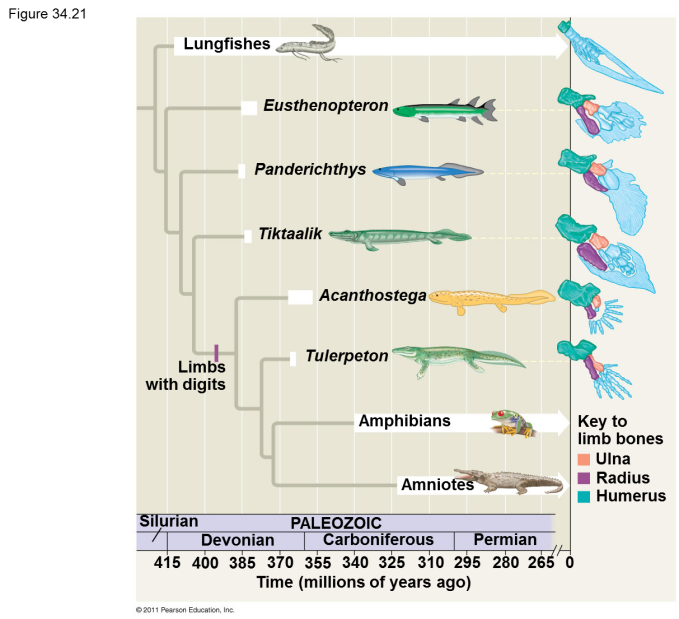 Figure 34.21
Lungfishes
Eusthenopteron
Panderichthys
Tiktaalik
Acanthostega
Tulerpeton
Limbs
with digits
Amphibians
Amniotes
Key to
limb bones
Ulna
Radius
Humerus
Silurian PALEOZOIC
Devonian Carboniferous Permian
415 400 385 370 355 340 325 310 295 280 265 0
Time (millions of years ago)
© 2011 Pearson Education, Inc.